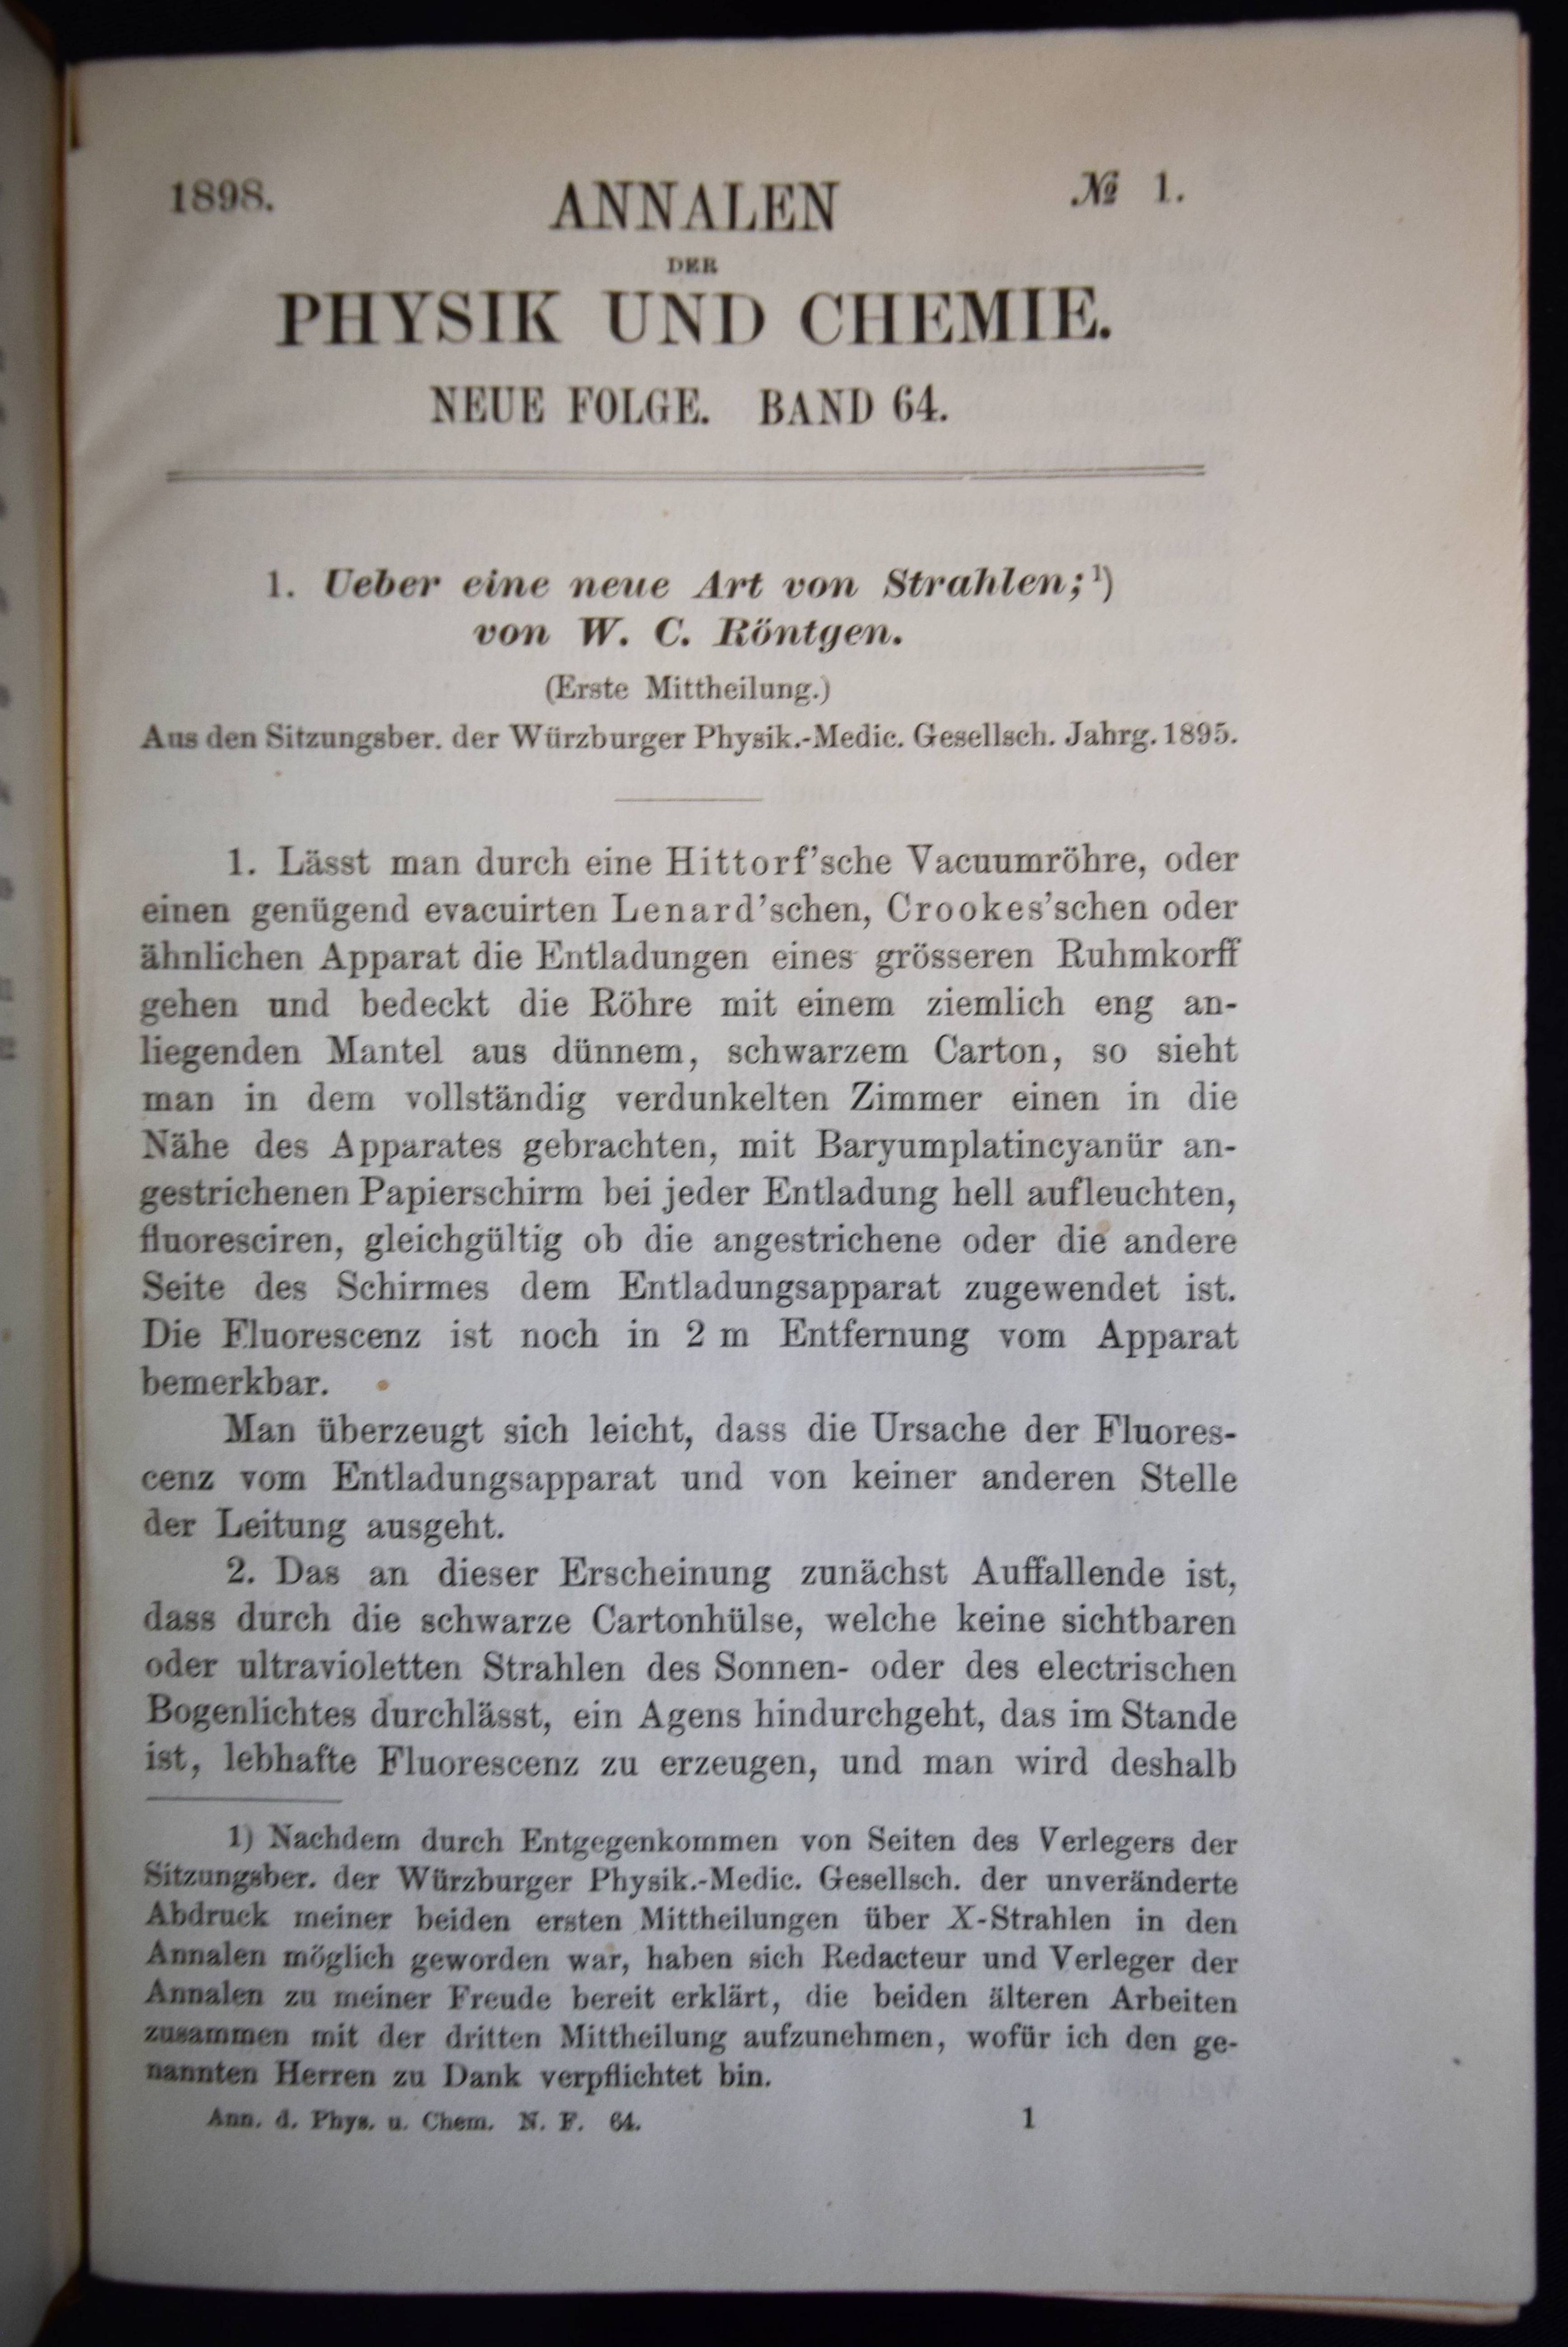 1898.
ANNALEN
№ 1.
DER
PHYSIK UND CHEMIE.
NEUE FOLGE. BAND 64.
1. Ueber eine neue Art von Strahlen;¹)
von W. C. Röntgen.
(Erste Mittheilung.)
Aus den Sitzungsber. der Würzburger Physik.-Medic. Gesellsch. Jahrg. 1895.
1. Lässt man durch eine Hittorf’sche Vacuumröhre, oder
einen genügend evacuirten Lenard’schen, Crookes’schen oder
ähnlichen Apparat die Entladungen eines grösseren Ruhmkorff
gehen und bedeckt die Röhre mit einem ziemlich eng an-
liegenden Mantel aus dünnem, schwarzem Carton, so sieht
man in dem vollständig verdunkelten Zimmer einen in die
Nähe des Apparates gebrachten, mit Baryumplatincyanür an-
gestrichenen Papierschirm bei jeder Entladung hell aufleuchten,
fluoresciren, gleichgültig ob die angestrichene oder die andere
Seite des Schirmes dem Entladungsapparat zugewendet ist.
Die Fluorescenz ist noch in 2 m Entfernung vom Apparat
bemerkbar.
Man überzeugt sich leicht, dass die Ursache der Fluores-
cenz vom Entladungsapparat und von keiner anderen Stelle
der Leitung ausgeht.
2. Das an dieser Erscheinung zunächst Auffallende ist,
dass durch die schwarze Cartonhülse, welche keine sichtbaren
oder ultravioletten Strahlen des Sonnen- oder des electrischen
Bogenlichtes durchlässt, ein Agens hindurchgeht, das im Stande
ist, lebhafte Fluorescenz zu erzeugen, und man wird deshalb
1) Nachdem durch Entgegenkommen von Seiten des Verlegers der
Sitzungsber. der Würzburger Physik.-Medic. Gesellsch. der unveränderte
Abdruck meiner beiden ersten Mittheilungen über X-Strahlen in den
Annalen möglich geworden war, haben sich Redacteur und Verleger der
Annalen zu meiner Freude bereit erklärt, die beiden älteren Arbeiten
zusammen mit der dritten Mittheilung aufzunehmen, wofür ich den ge-
nannten Herren zu Dank verpflichtet bin.
Ann. d. Phys. u. Chem. N. F. 64.
1